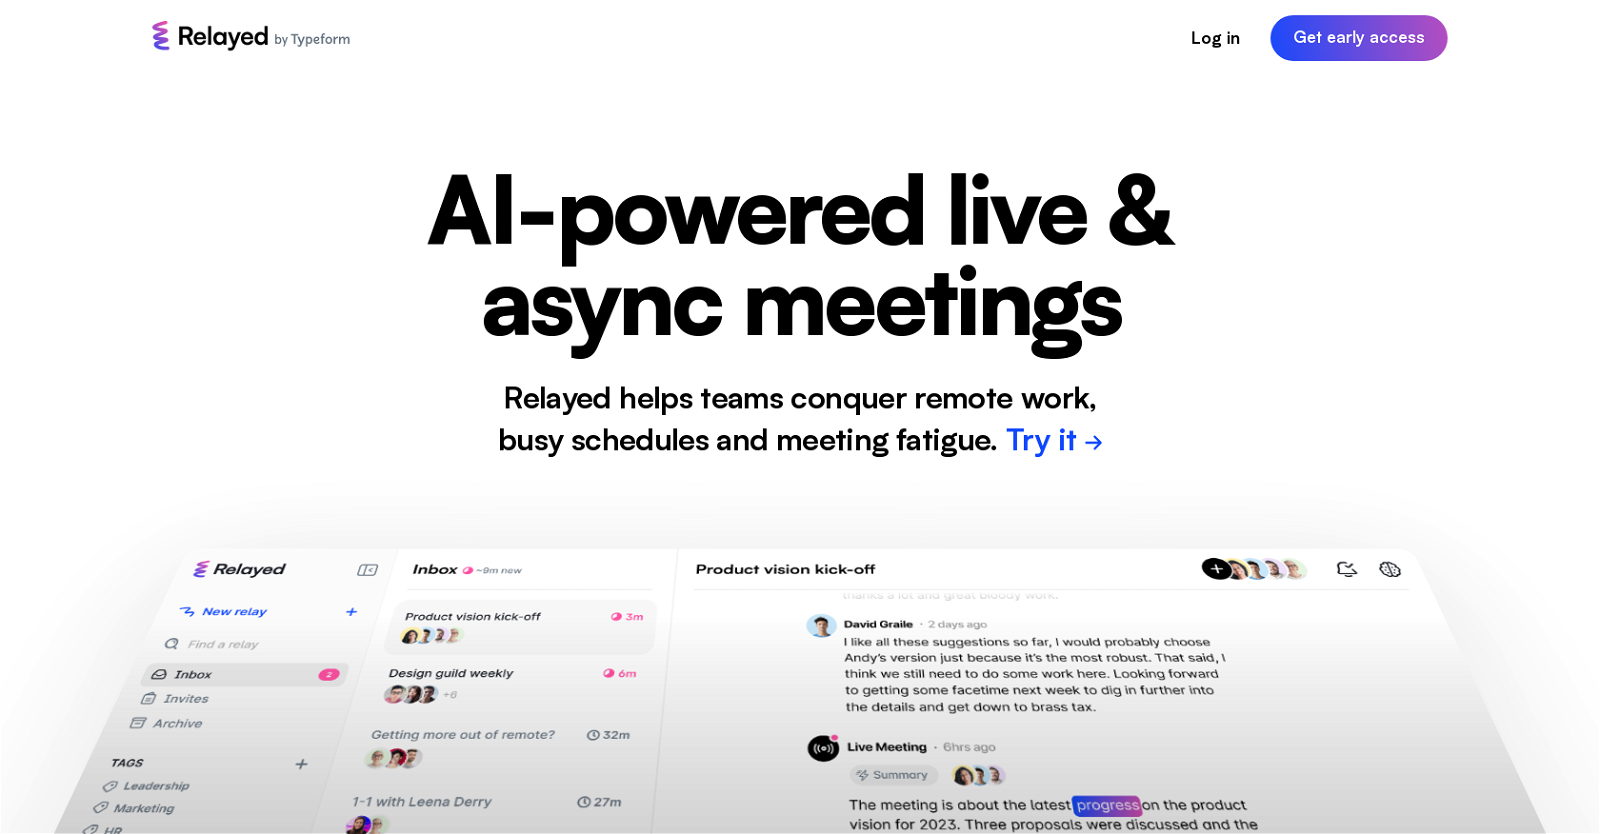 Relayed by Typeform
Log in
Get early access
AI-powered live &
async meetings
Relayed helps teams conquer remote work,
busy schedules and meeting fatigue. Try it →
Relayed
New relay +
Find a relay
Inbox 2
Invites
Archive
TAGS +
Leadership
Marketing
HR
Inbox ~9m new
Product vision kick-off 3m
Design guild weekly 6m
+6
Getting more out of remote? 32m
1-1 with Leena Derry 27m
Product vision kick-off
thanks a lot and great bloody work.
David Graile · 2 days ago
I like all these suggestions so far, I would probably choose
Andy's version just because it's the most robust. That said, I
think we still need to do some work here. Looking forward
to getting some facetime next week to dig in further into
the details and get down to brass tax.
Live Meeting · 6hrs ago
Summary
The meeting is about the latest progress on the product
vision for 2023. Three proposals were discussed and the